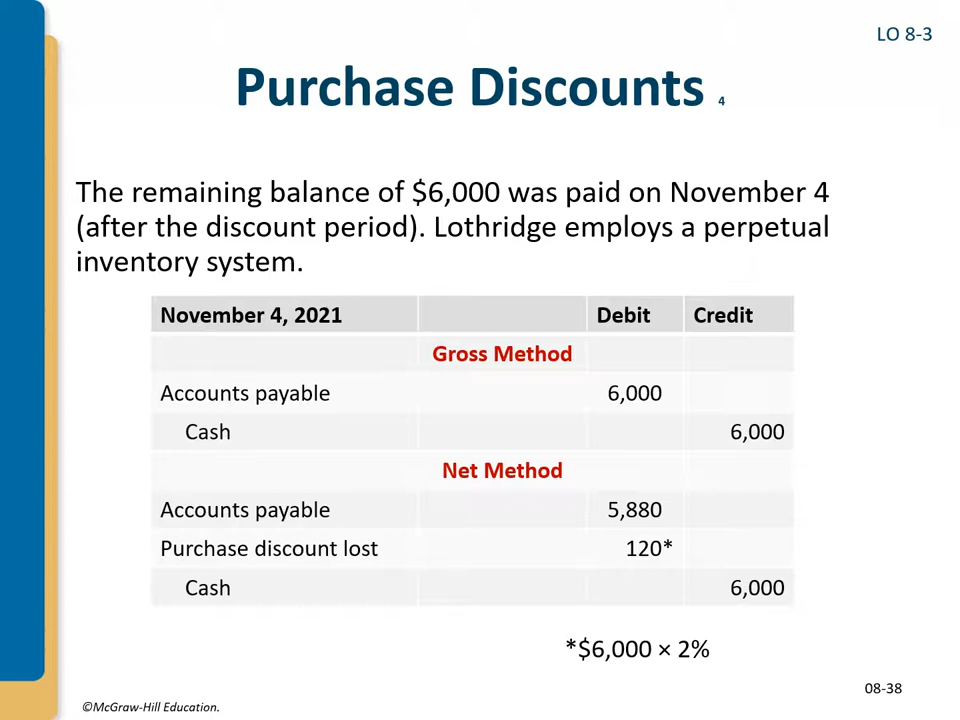 LO 8-3
Purchase Discounts 4
The remaining balance of $6,000 was paid on November 4
(after the discount period). Lothridge employs a perpetual
inventory system.
November 4, 2021 Debit Credit
Gross Method
Accounts payable 6,000
Cash 6,000
Net Method
Accounts payable 5,880
Purchase discount lost 120*
Cash 6,000
*$6,000 × 2%
08-38
©McGraw-Hill Education.